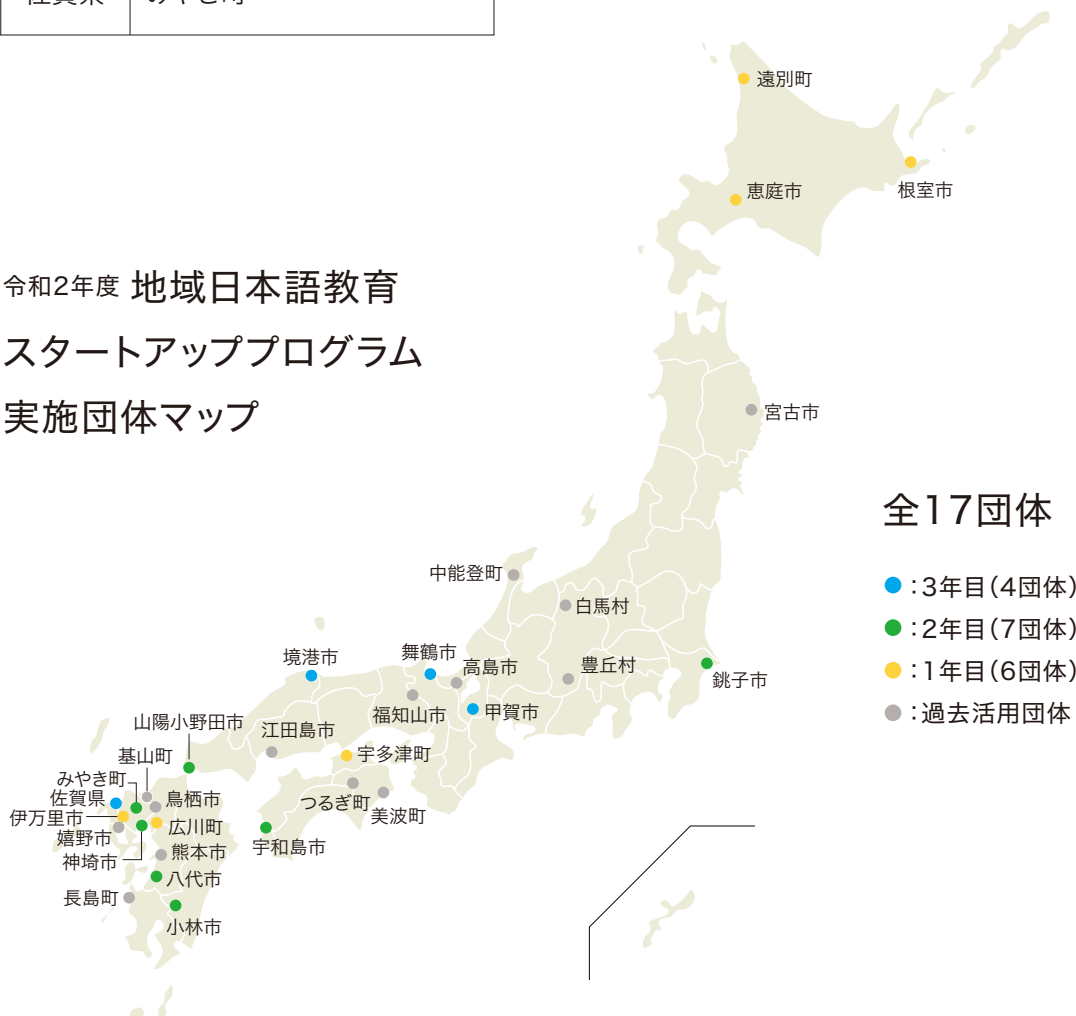 遠別町
恵庭市
根室市
令和2年度 地域日本語教育
スタートアッププログラム
実施団体マップ
宮古市
全17団体
●:3年目(4団体)
●:2年目(7団体)
●:1年目(6団体)
●:過去活用団体
中能登町
白馬村
境港市
舞鶴市
高島市
豊丘村
銚子市
福知山市
甲賀市
山陽小野田市
江田島市
基山町
宇多津町
みやき町
佐賀県
鳥栖市
つるぎ町
美波町
伊万里市
広川町
嬉野市
宇和島市
神埼市
熊本市
八代市
長島町
小林市